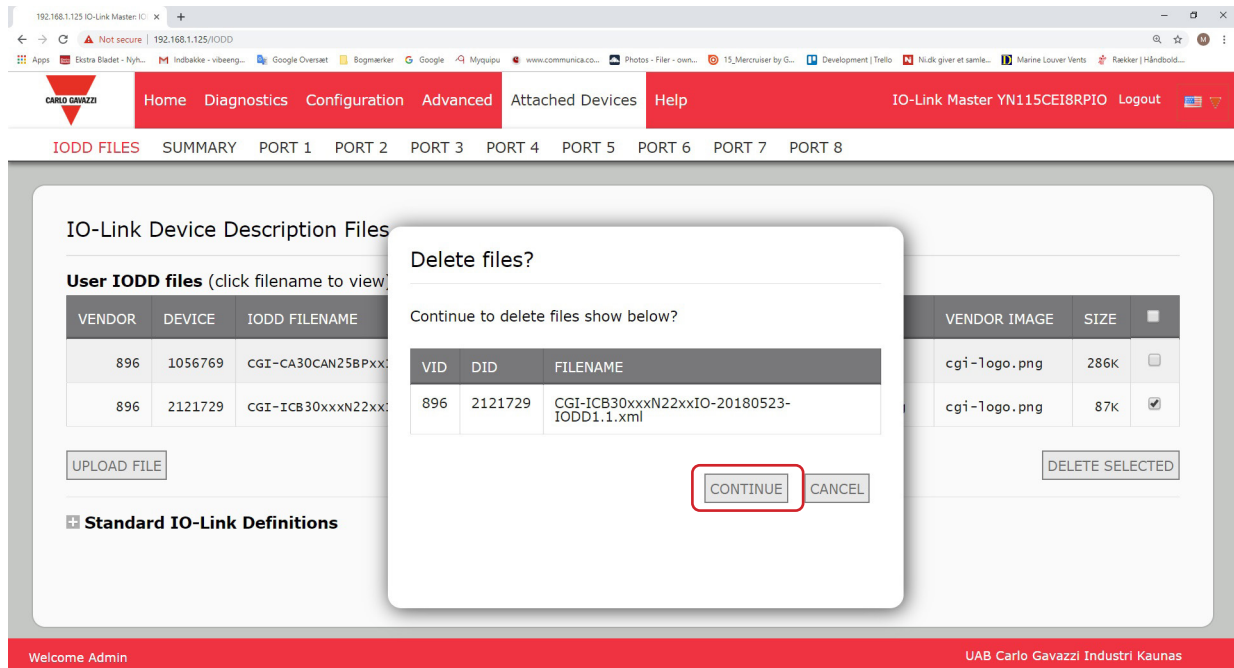 192.168.1.125 IO-Link Master: IO
Not secure | 192.168.1.125/IODD
Apps Ekstra Bladet - Nyh... Indbakke - vibeeng... Google Oversæt Bogmærker Google Myquipu www.communica.co... Photos - Filer - own... 15_Mercruiser by G... Development | Trello Ni.dk giver et samle... Marine Louver Vents Rækker | Håndbold....
CARLO GAVAZZI
Home Diagnostics Configuration Advanced Attached Devices Help IO-Link Master YN115CEI8RPIO Logout
IODD FILES SUMMARY PORT 1 PORT 2 PORT 3 PORT 4 PORT 5 PORT 6 PORT 7 PORT 8
IO-Link Device Description Files
User IODD files (click filename to view)
VENDOR DEVICE IODD FILENAME VENDOR IMAGE SIZE
896 1056769 CGI-CA30CAN25BPxx cgi-logo.png 286K
896 2121729 CGI-ICB30xxxN22xx cgi-logo.png 87K
UPLOAD FILE DELETE SELECTED
Standard IO-Link Definitions
Delete files?
Continue to delete files show below?
VID DID FILENAME
896 2121729 CGI-ICB30xxxN22xxIO-20180523-
IODD1.1.xml
CONTINUE CANCEL
Welcome Admin UAB Carlo Gavazzi Industri Kaunas